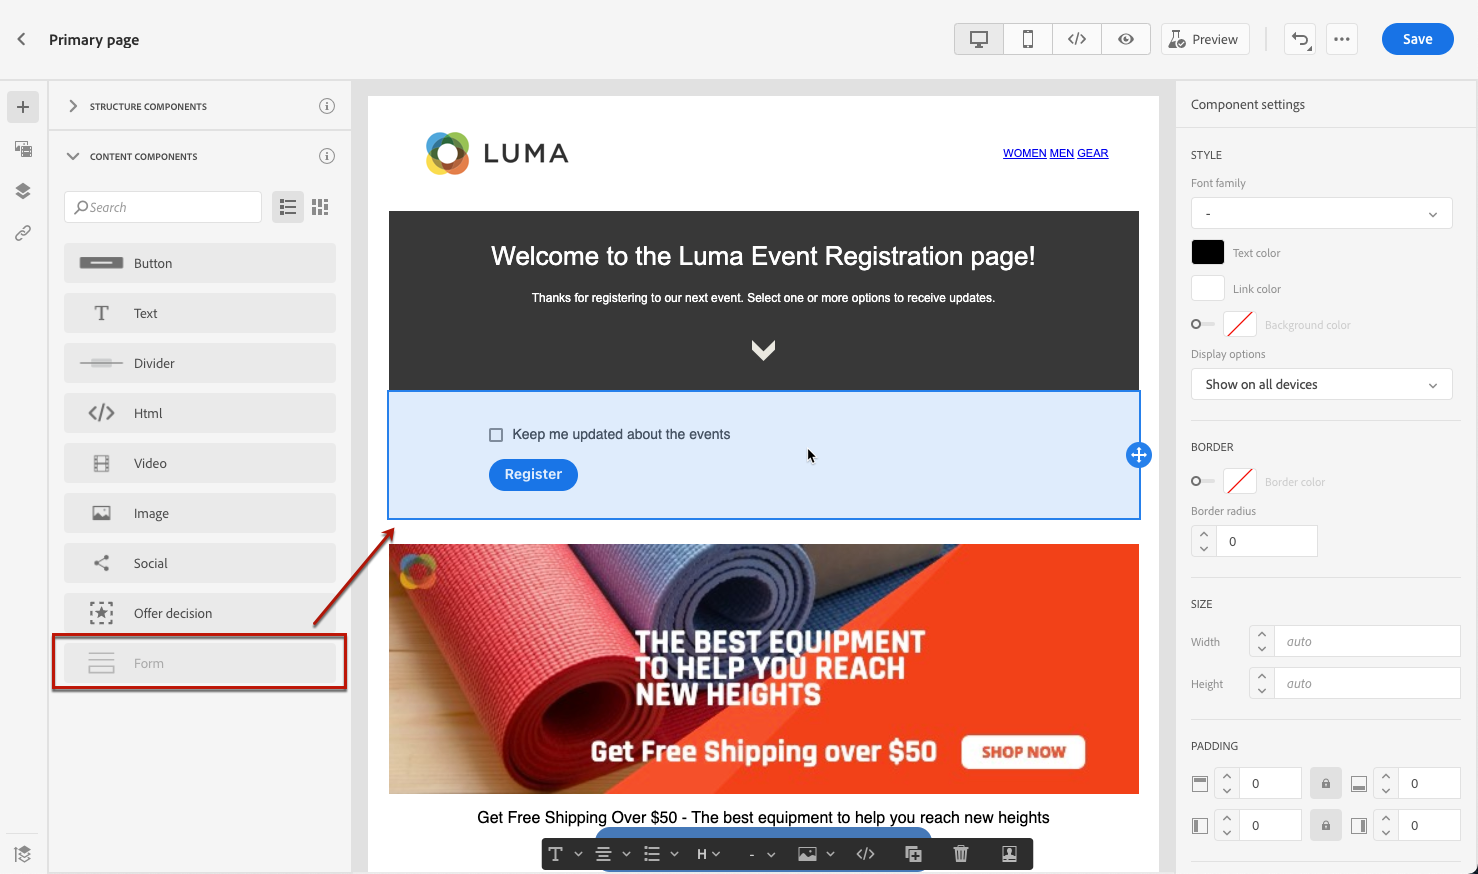 Primary page
Preview
Save
STRUCTURE COMPONENTS
CONTENT COMPONENTS
Search
Button
Text
Divider
Html
Video
Image
Social
Offer decision
Form
LUMA
WOMEN MEN GEAR
Welcome to the Luma Event Registration page!
Thanks for registering to our next event. Select one or more options to receive updates.
Keep me updated about the events
Register
THE BEST EQUIPMENT
TO HELP YOU REACH
NEW HEIGHTS
Get Free Shipping over $50
SHOP NOW
Get Free Shipping Over $50 - The best equipment to help you reach new heights
H
-
Component settings
STYLE
Font family
-
Text color
Link color
Background color
Display options
Show on all devices
BORDER
Border color
Border radius
0
SIZE
Width auto
Height auto
PADDING
0 0
0 0